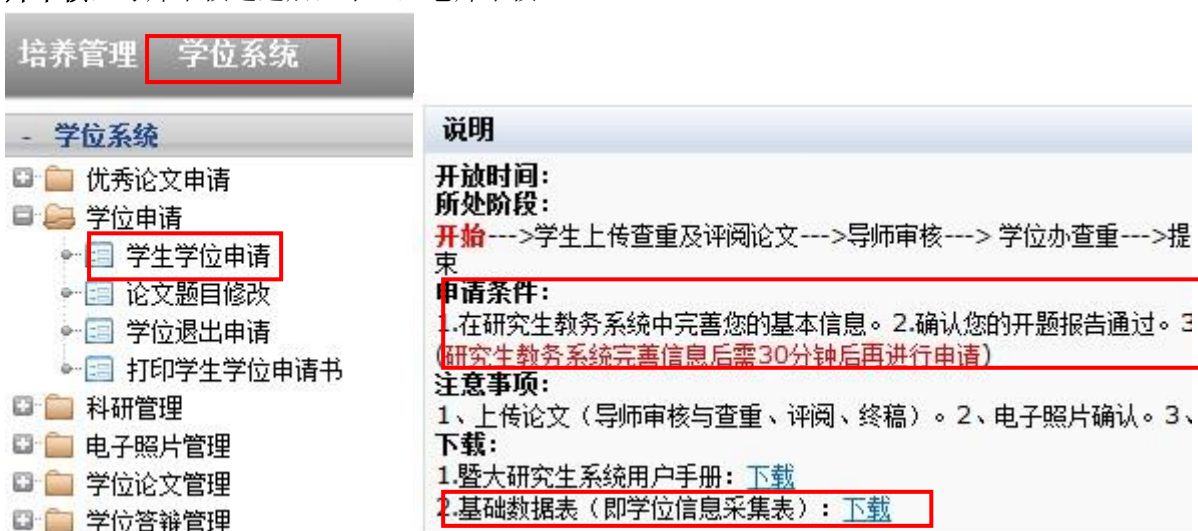 培养管理 学位系统
- 学位系统
优秀论文申请
学位申请
学生学位申请
论文题目修改
学位退出申请
打印学生学位申请书
科研管理
电子照片管理
学位论文管理
学位答辩管理
说明
开放时间：
所处阶段：
开始--->学生上传查重及评阅论文--->导师审核---> 学位办查重--->提
束
申请条件：
1.在研究生教务系统中完善您的基本信息。2.确认您的开题报告通过。3
(研究生教务系统完善信息后需30分钟后再进行申请)
注意事项：
1、上传论文（导师审核与查重、评阅、终稿）。2、电子照片确认。3、
下载：
1.暨大研究生系统用户手册：下载
2.基础数据表（即学位信息采集表）：下载